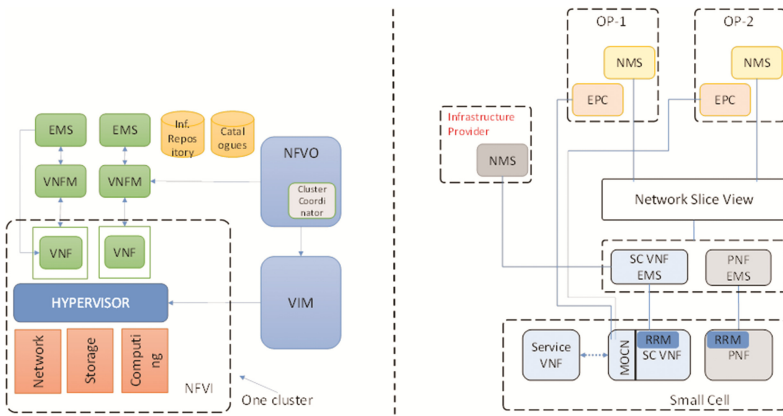 EMS
EMS
Inf.
Repos
itory
Catal
ogues
VNFM
VNFM
NFVO
Cluster
Coordi
nator
VNF
VNF
HYPERVISOR
VIM
Network
Storage
Computi
ng
NFVI
One cluster
OP-1
OP-2
NMS
NMS
EPC
EPC
Infrastructure
Provider
NMS
Network Slice View
SC VNF
EMS
PNF
EMS
Service
VNF
MOCN
RRM
SC VNF
RRM
PNF
Small Cell